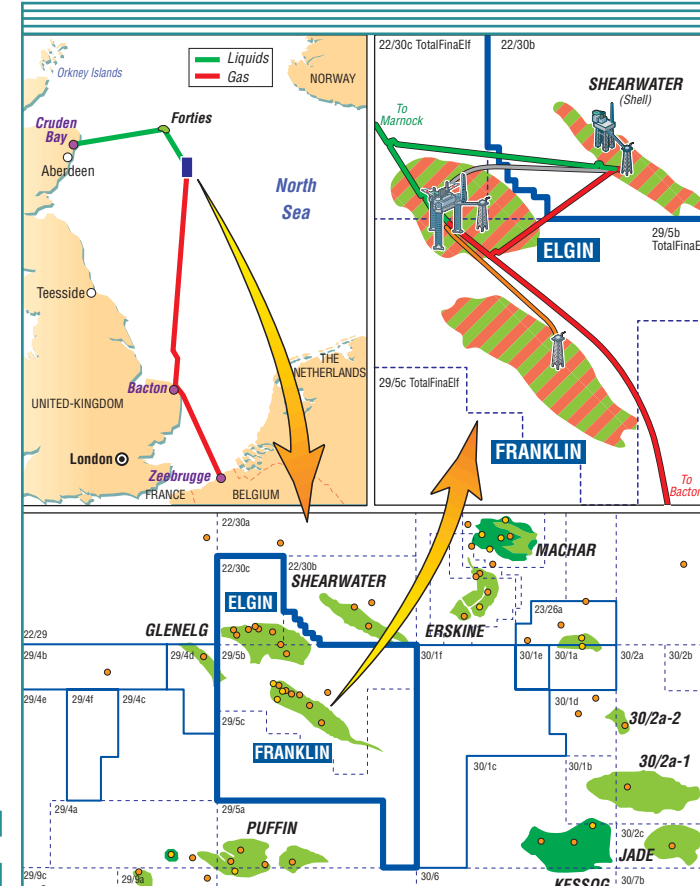 Orkney Islands
Liquids
Gas
NORWAY
Forties
Cruden
Bay
Aberdeen
North
Sea
Teesside
THE
NETHERLANDS
Bacton
UNITED-KINGDOM
London
Zeebrugge
FRANCE
BELGIUM
22/30c TotalFinaElf
22/30b
SHEARWATER
(Shell)
To
Marnock
29/5b
TotalFinaE
ELGIN
29/5c TotalFinaElf
FRANKLIN
To
Bacton
22/30a
22/30c
22/30b
SHEARWATER
MACHAR
ELGIN
23/26a
GLENELG
ERSKINE
22/29
29/4b
29/4d
29/5b
30/1f
30/1e
30/1a
30/2a
30/2b
29/4e
29/4f
29/4c
30/1d
29/5c
30/2a-2
FRANKLIN
30/1c
30/1b
30/2a-1
29/4a
29/5a
PUFFIN
30/2c
JADE
29/9c
29/9a
30/6
KESSOG
30/7b